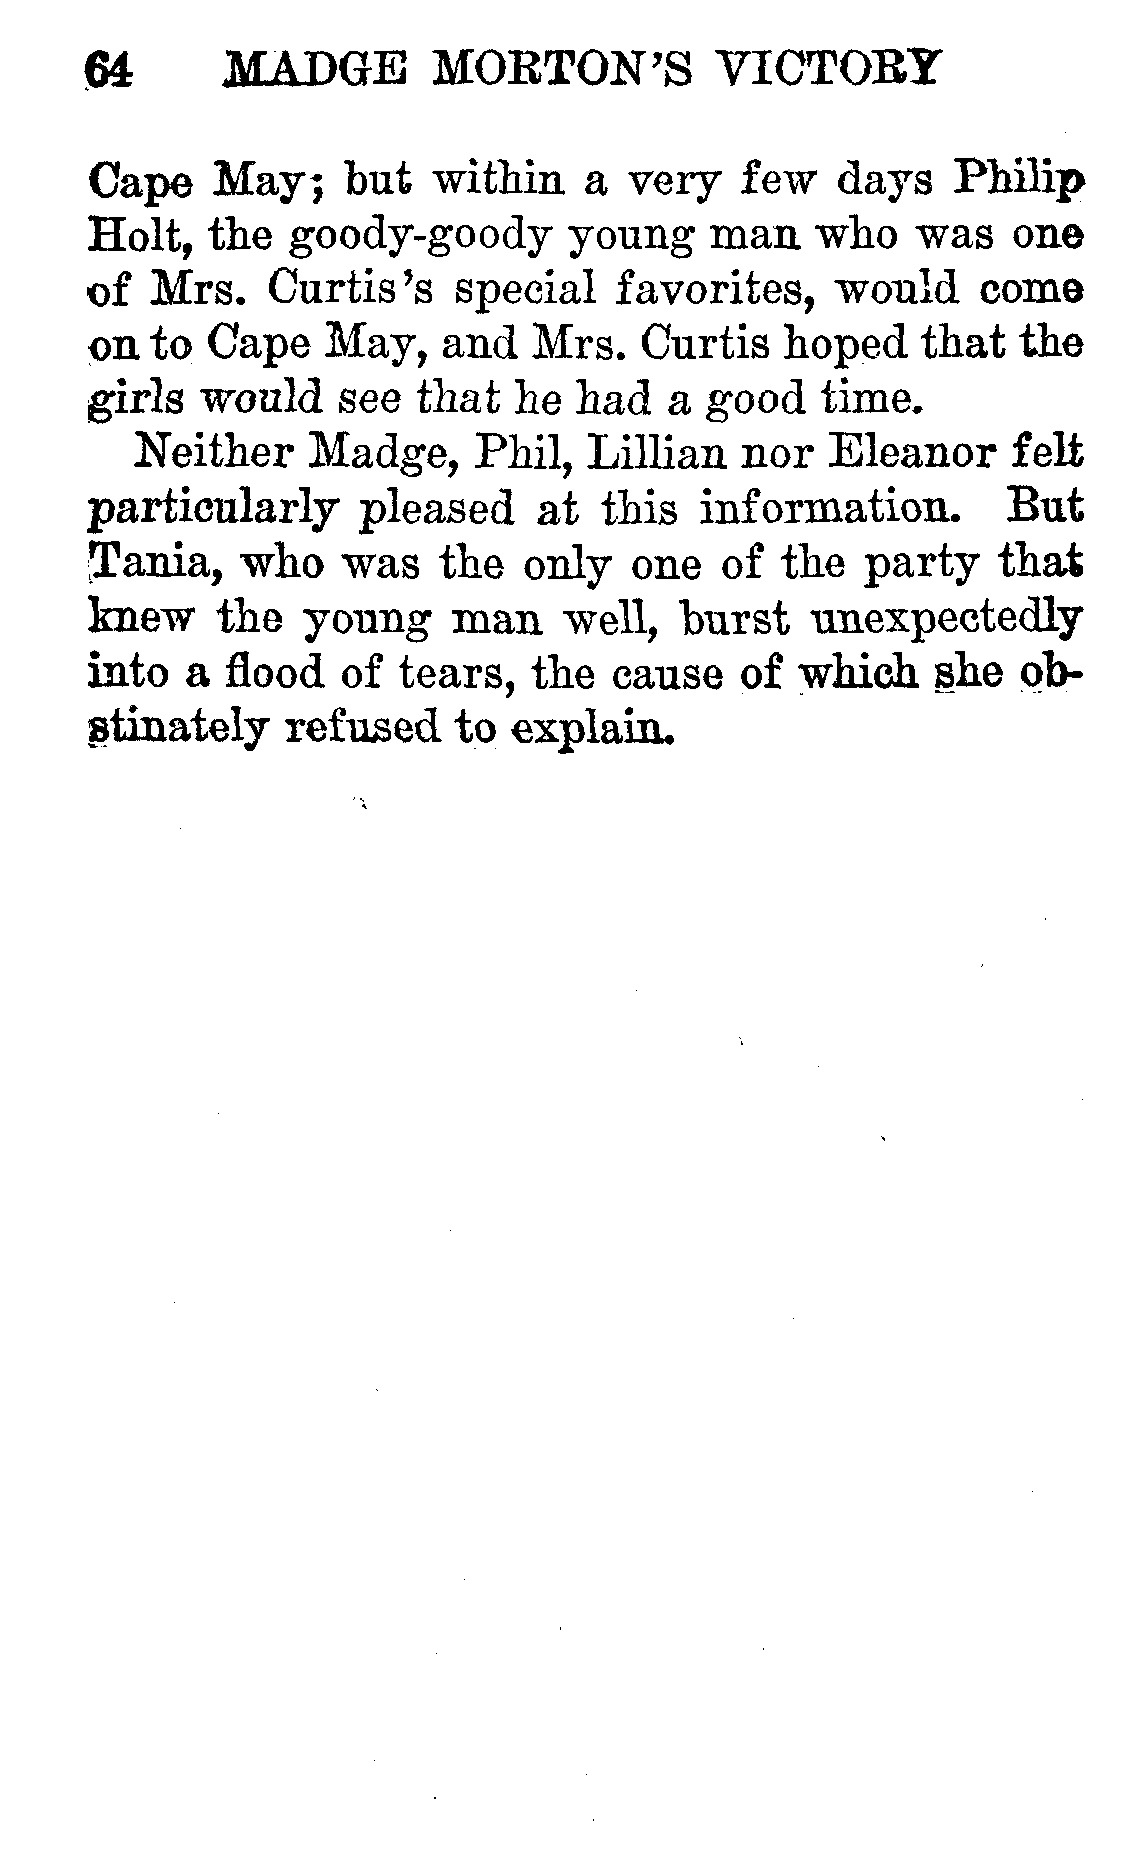 64 MADGE MORTON'S VICTORY
Cape May; but within a very few days Philip
Holt, the goody-goody young man who was one
of Mrs. Curtis's special favorites, would come
on to Cape May, and Mrs. Curtis hoped that the
girls would see that he had a good time.
Neither Madge, Phil, Lillian nor Eleanor felt
particularly pleased at this information. But
Tania, who was the only one of the party that
knew the young man well, burst unexpectedly
into a flood of tears, the cause of which she ob-
stinately refused to explain.